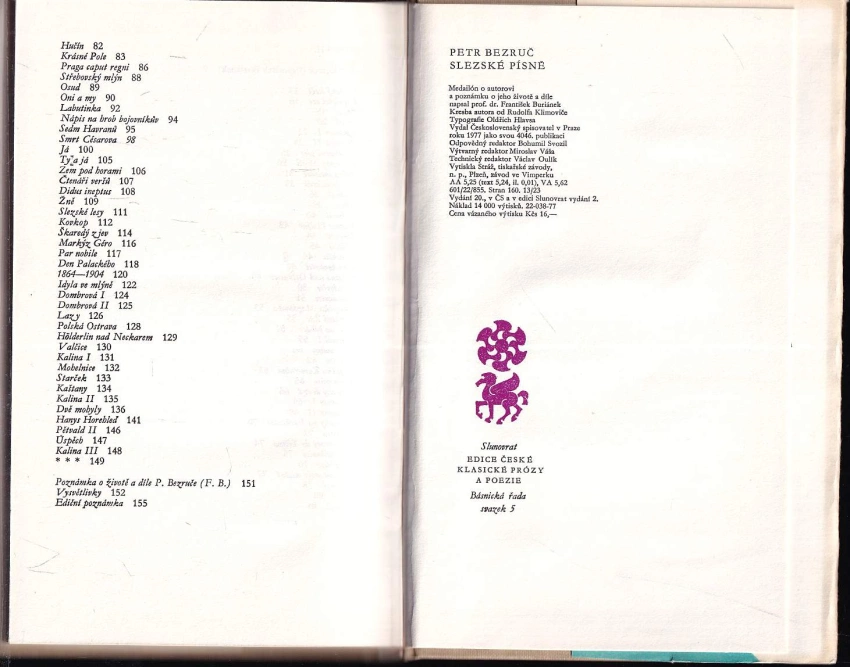 Hučín 82
Krásné Pole 83
Praga caput regni 86
Střebovský mlýn 88
Osud 89
Oni a my 90
Labutinka 92
Nápis na hrob bojovníkův 94
Sedm Havranů 95
Smrt Césarova 98
Já 100
Ty a já 105
Zem pod horami 106
Čtenáři veršů 107
Didus ineptus 108
Žně 109
Slezské lesy 111
Kovkop 112
Škaredý zjev 114
Markýz Géro 116
Par nobile 117
Den Palackého 118
1864—1904 120
Idyla ve mlýně 122
Dombrová I 124
Dombrová II 125
Lazy 126
Polská Ostrava 128
Hölderlin nad Neckarem 129
Valčice 130
Kalina I 131
Mohelnice 132
Starček 133
Kaštany 134
Kalina II 135
Dvě mohyly 136
Hanys Horehleď 141
Pětvald II 146
Úspěch 147
Kalina III 148
* * * 149
Poznámka o životě a díle P. Bezruče (F. B.) 151
Vysvětlivky 152
Ediční poznámka 155
PETR BEZRUČ
SLEZSKÉ PÍSNĚ
Medailón o autorovi
a poznámku o jeho životě a díle
napsal prof. dr. František Buriánek
Kresba autora od Rudolfa Klimoviče
Typografie Oldřich Hlavsa
Vydal Československý spisovatel v Praze
roku 1977 jako svou 4046. publikaci
Odpovědný redaktor Bohumil Svozil
Výtvarný redaktor Miroslav Váša
Technický redaktor Václav Oulík
Vytiskla Stráž, tiskařské závody,
n. p., Plzeň, závod ve Vimperku
AA 5,25 (text 5,24, il. 0,01), VA 5,62
601/22/855. Stran 160. 13/23
Vydání 20., v ČS a v edici Slunovrat vydání 2.
Náklad 14 000 výtisků. 22-038-77
Cena vázaného výtisku Kčs 16,—
Slunovrat
EDICE ČESKÉ
KLASICKÉ PRÓZY
A POEZIE
Básnická řada
svazek 5